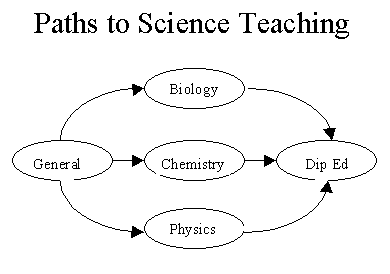 Paths to Science Teaching
Biology
General
Chemistry
Dip Ed
Physics